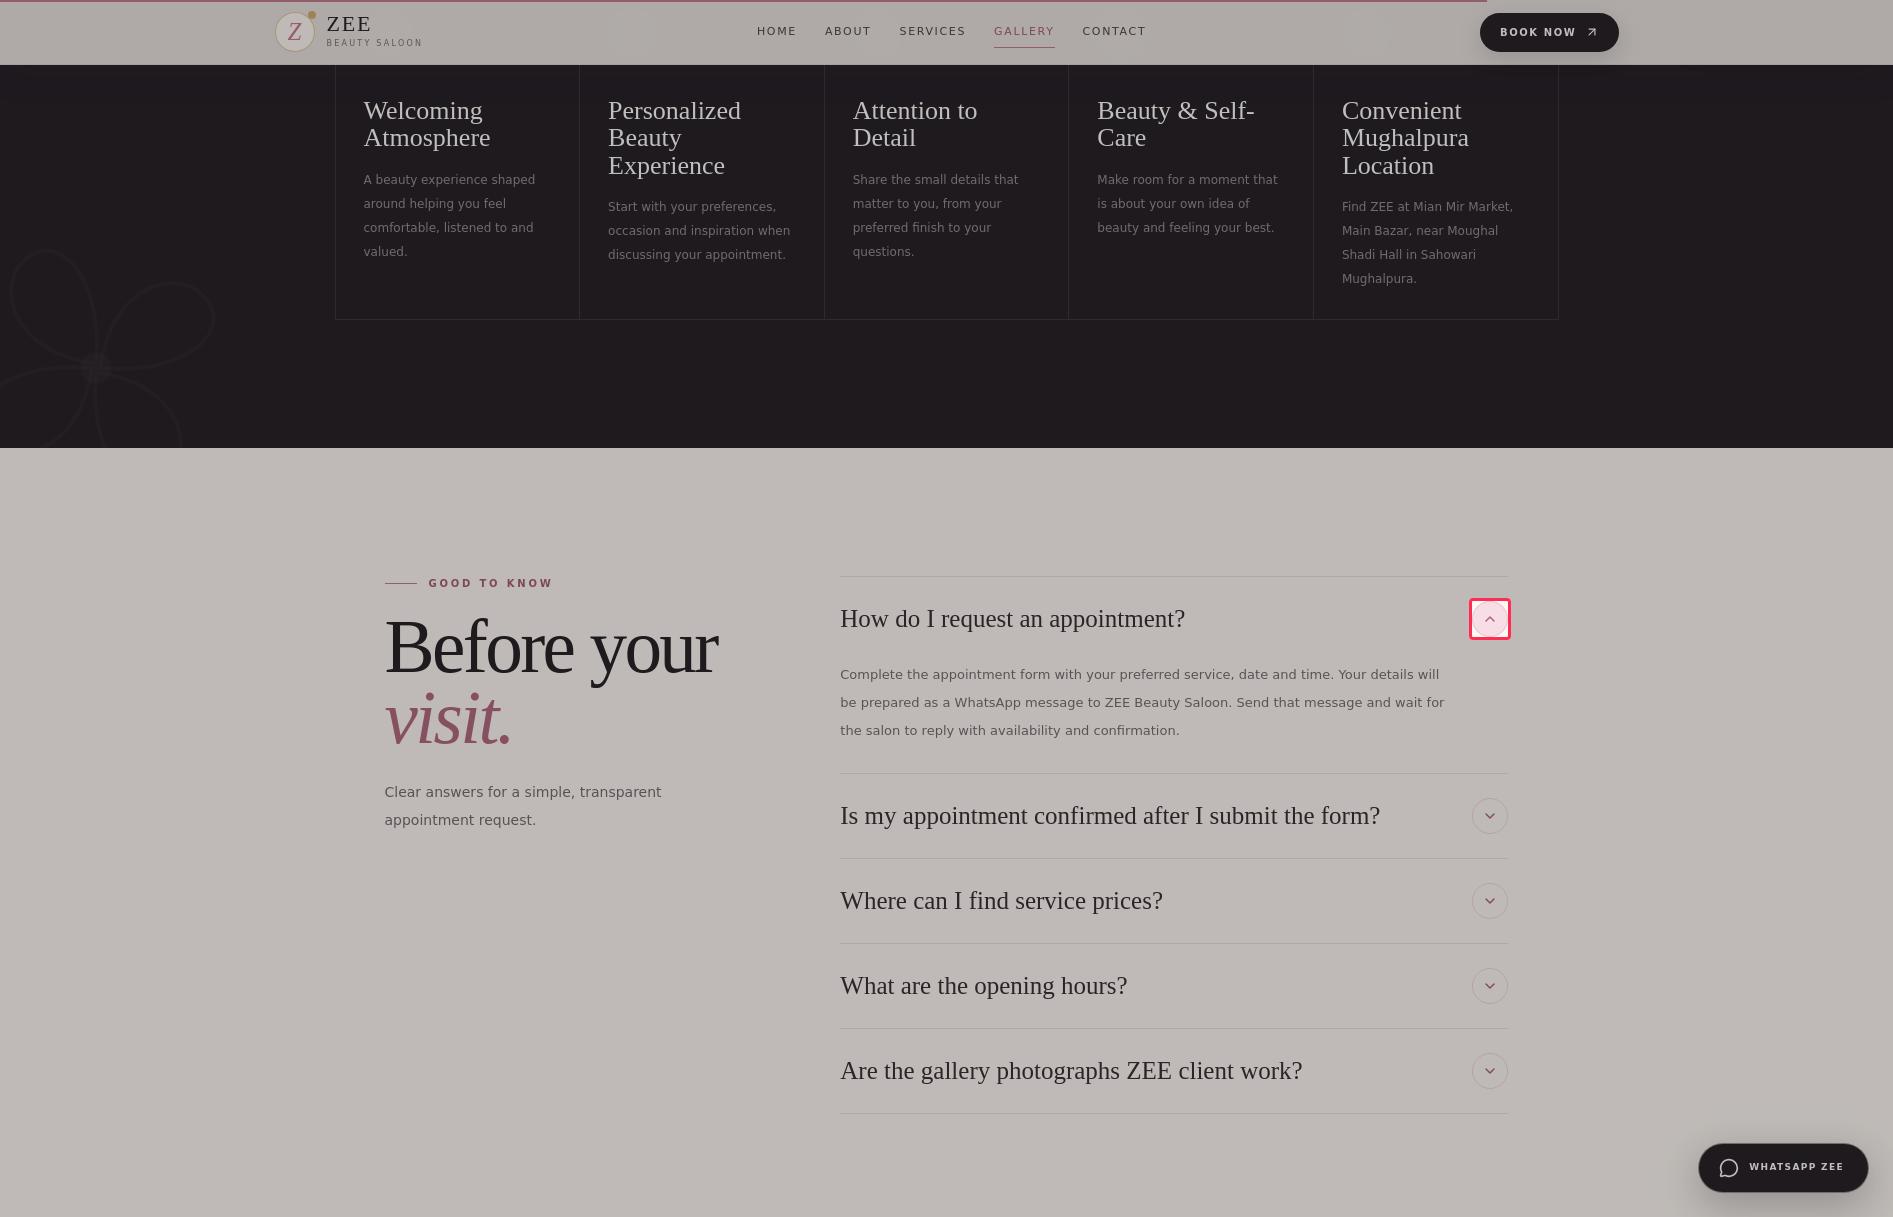 Z
ZEE
BEAUTY SALOON
HOME
ABOUT
SERVICES
GALLERY
CONTACT
BOOK NOW
Welcoming
Atmosphere
A beauty experience shaped
around helping you feel
comfortable, listened to and
valued.
Personalized
Beauty
Experience
Start with your preferences,
occasion and inspiration when
discussing your appointment.
Attention to
Detail
Share the small details that
matter to you, from your
preferred finish to your
questions.
Beauty & Self-
Care
Make room for a moment that
is about your own idea of
beauty and feeling your best.
Convenient
Mughalpura
Location
Find ZEE at Mian Mir Market,
Main Bazar, near Moughal
Shadi Hall in Sahowari
Mughalpura.
GOOD TO KNOW
Before your
visit.
Clear answers for a simple, transparent
appointment request.
How do I request an appointment?
Complete the appointment form with your preferred service, date and time. Your details will
be prepared as a WhatsApp message to ZEE Beauty Saloon. Send that message and wait for
the salon to reply with availability and confirmation.
Is my appointment confirmed after I submit the form?
Where can I find service prices?
What are the opening hours?
Are the gallery photographs ZEE client work?
WHATSAPP ZEE